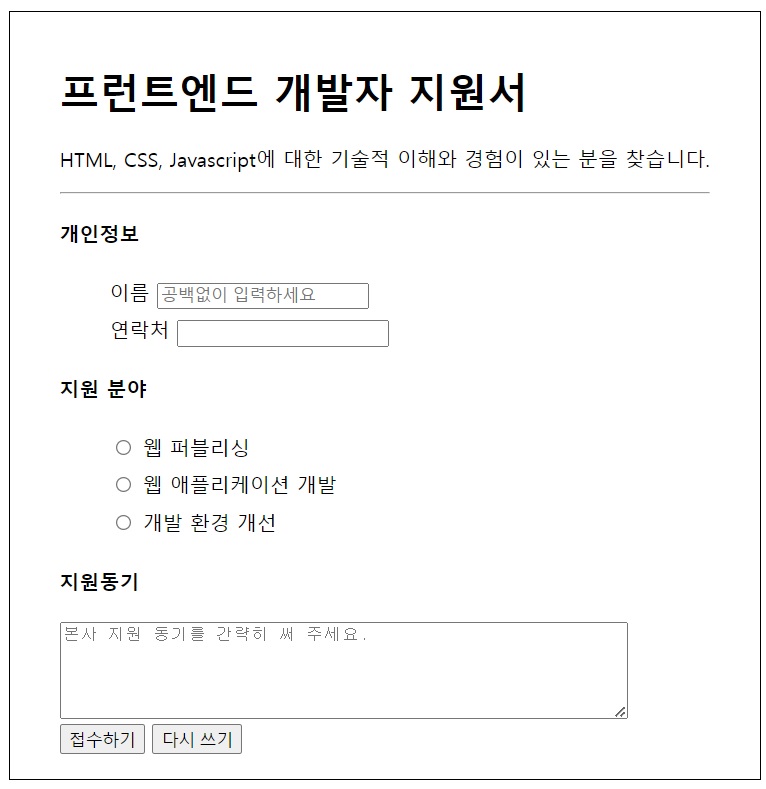 프런트엔드 개발자 지원서
HTML, CSS, Javascript에 대한 기술적 이해와 경험이 있는 분을 찾습니다.
개인정보
이름 공백없이 입력하세요
연락처
지원 분야
웹 퍼블리싱
웹 애플리케이션 개발
개발 환경 개선
지원동기
본사 지원 동기를 간략히 써 주세요.
접수하기 다시 쓰기